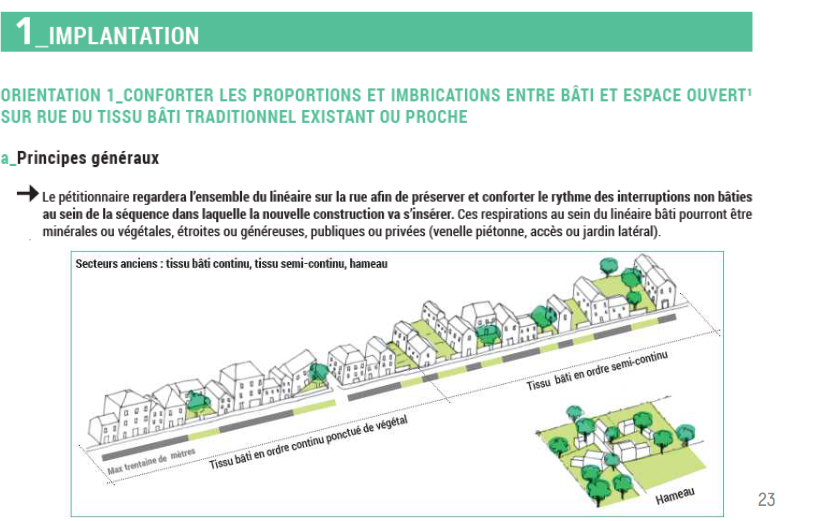 1_IMPLANTATION
ORIENTATION 1_CONFORTER LES PROPORTIONS ET IMBRICATIONS ENTRE BÂTI ET ESPACE OUVERT¹
SUR RUE DU TISSU BÂTI TRADITIONNEL EXISTANT OU PROCHE
a_Principes généraux
Le pétitionnaire regardera l'ensemble du linéaire sur la rue afin de préserver et conforter le rythme des interruptions non bâties
au sein de la séquence dans laquelle la nouvelle construction va s'insérer. Ces respirations au sein du linéaire bâti pourront être
minérales ou végétales, étroites ou généreuses, publiques ou privées (venelle piétonne, accès ou jardin latéral).
Secteurs anciens : tissu bâti continu, tissu semi-continu, hameau
Tissu bâti en ordre semi-continu
Tissu bâti en ordre continu ponctué de végétal
Max trentaine de mètres
Hameau
23